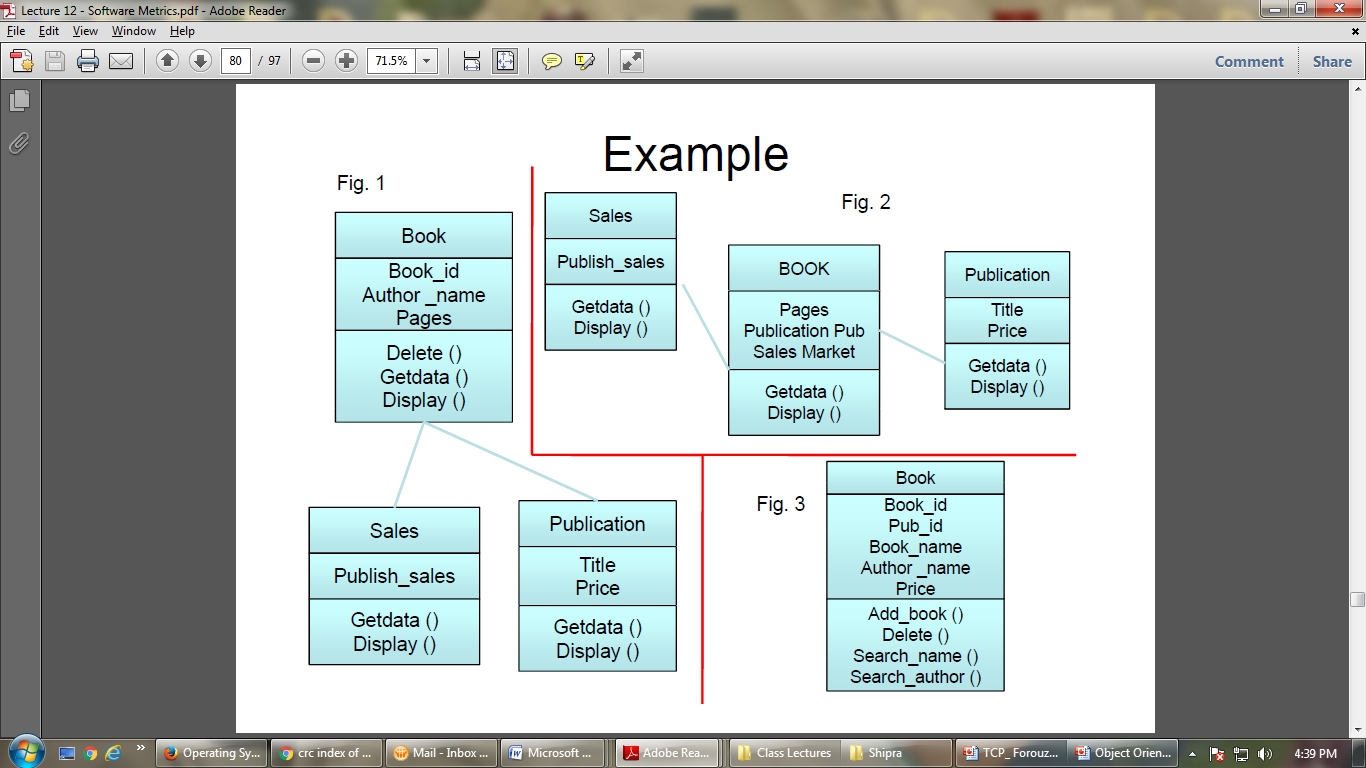 Lecture 12 - Software Metrics.pdf - Adobe Reader
File Edit View Window Help
80 / 97 71.5% Comment Share
Example
Fig. 1
Book
Book_id
Author _name
Pages
Delete ()
Getdata ()
Display ()
Sales
Publish_sales
Getdata ()
Display ()
Publication
Title
Price
Getdata ()
Display ()
Fig. 2
Sales
Publish_sales
Getdata ()
Display ()
BOOK
Pages
Publication Pub
Sales Market
Getdata ()
Display ()
Publication
Title
Price
Getdata ()
Display ()
Fig. 3
Book
Book_id
Pub_id
Book_name
Author _name
Price
Add_book ()
Delete ()
Search_name ()
Search_author ()
Operating Sy... crc index of ... Mail - Inbox ... Microsoft ... Adobe Rea... Class Lectures Shipra TCP_ Forouz... Object Orien... 4:39 PM